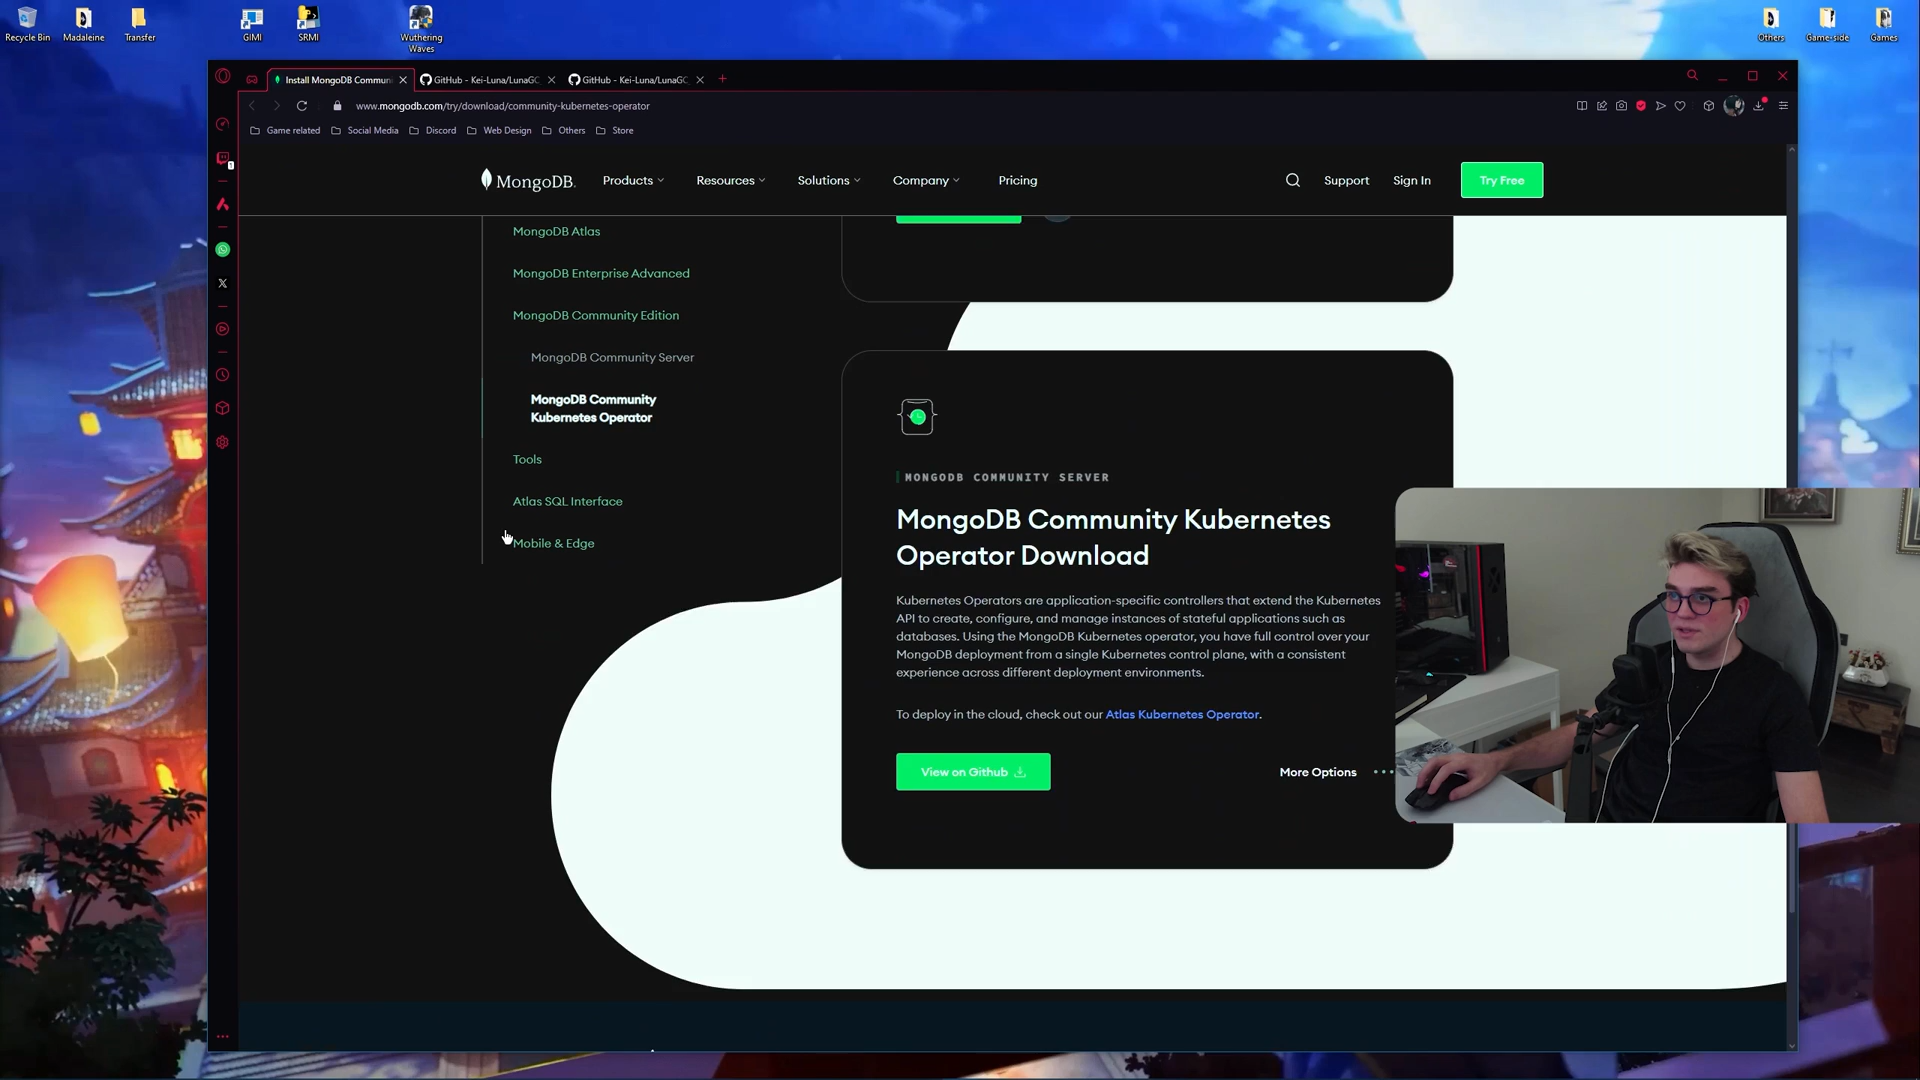 Recycle Bin
Madaleine
Transfer
GIMI
SRMI
Wuthering
Waves
Others
Game-side
Games
Install MongoDB Commun
GitHub - Kei-Luna/LunaGC
GitHub - Kei-Luna/LunaGC
www.mongodb.com/try/download/community-kubernetes-operator
Game related
Social Media
Discord
Web Design
Others
Store
MongoDB.
Products
Resources
Solutions
Company
Pricing
Support
Sign In
Try Free
MongoDB Atlas
MongoDB Enterprise Advanced
MongoDB Community Edition
MongoDB Community Server
MongoDB Community
Kubernetes Operator
Tools
Atlas SQL Interface
Mobile & Edge
MONGODB COMMUNITY SERVER
MongoDB Community Kubernetes
Operator Download
Kubernetes Operators are application-specific controllers that extend the Kubernetes
API to create, configure, and manage instances of stateful applications such as
databases. Using the MongoDB Kubernetes operator, you have full control over your
MongoDB deployment from a single Kubernetes control plane, with a consistent
experience across different deployment environments.
To deploy in the cloud, check out our Atlas Kubernetes Operator.
View on Github
More Options